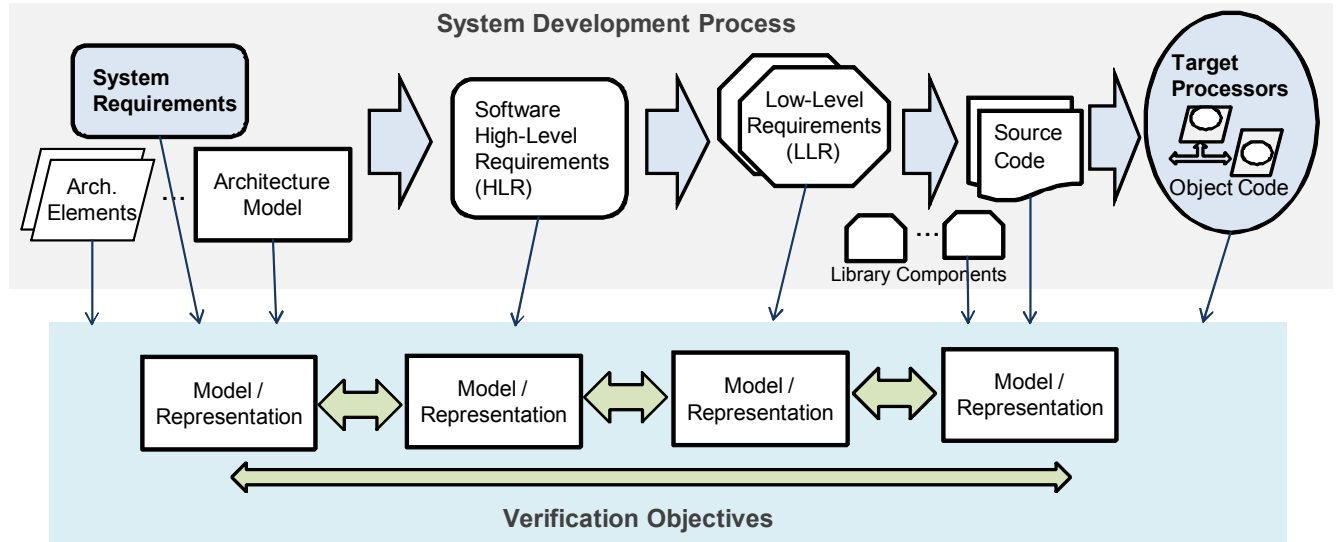 System Development Process
System
Requirements
Arch.
Elements
...
Architecture
Model
Software
High-Level
Requirements
(HLR)
Low-Level
Requirements
(LLR)
Source
Code
Target
Processors
Object Code
...
Library Components
Model /
Representation
Model /
Representation
Model /
Representation
Model /
Representation
Verification Objectives